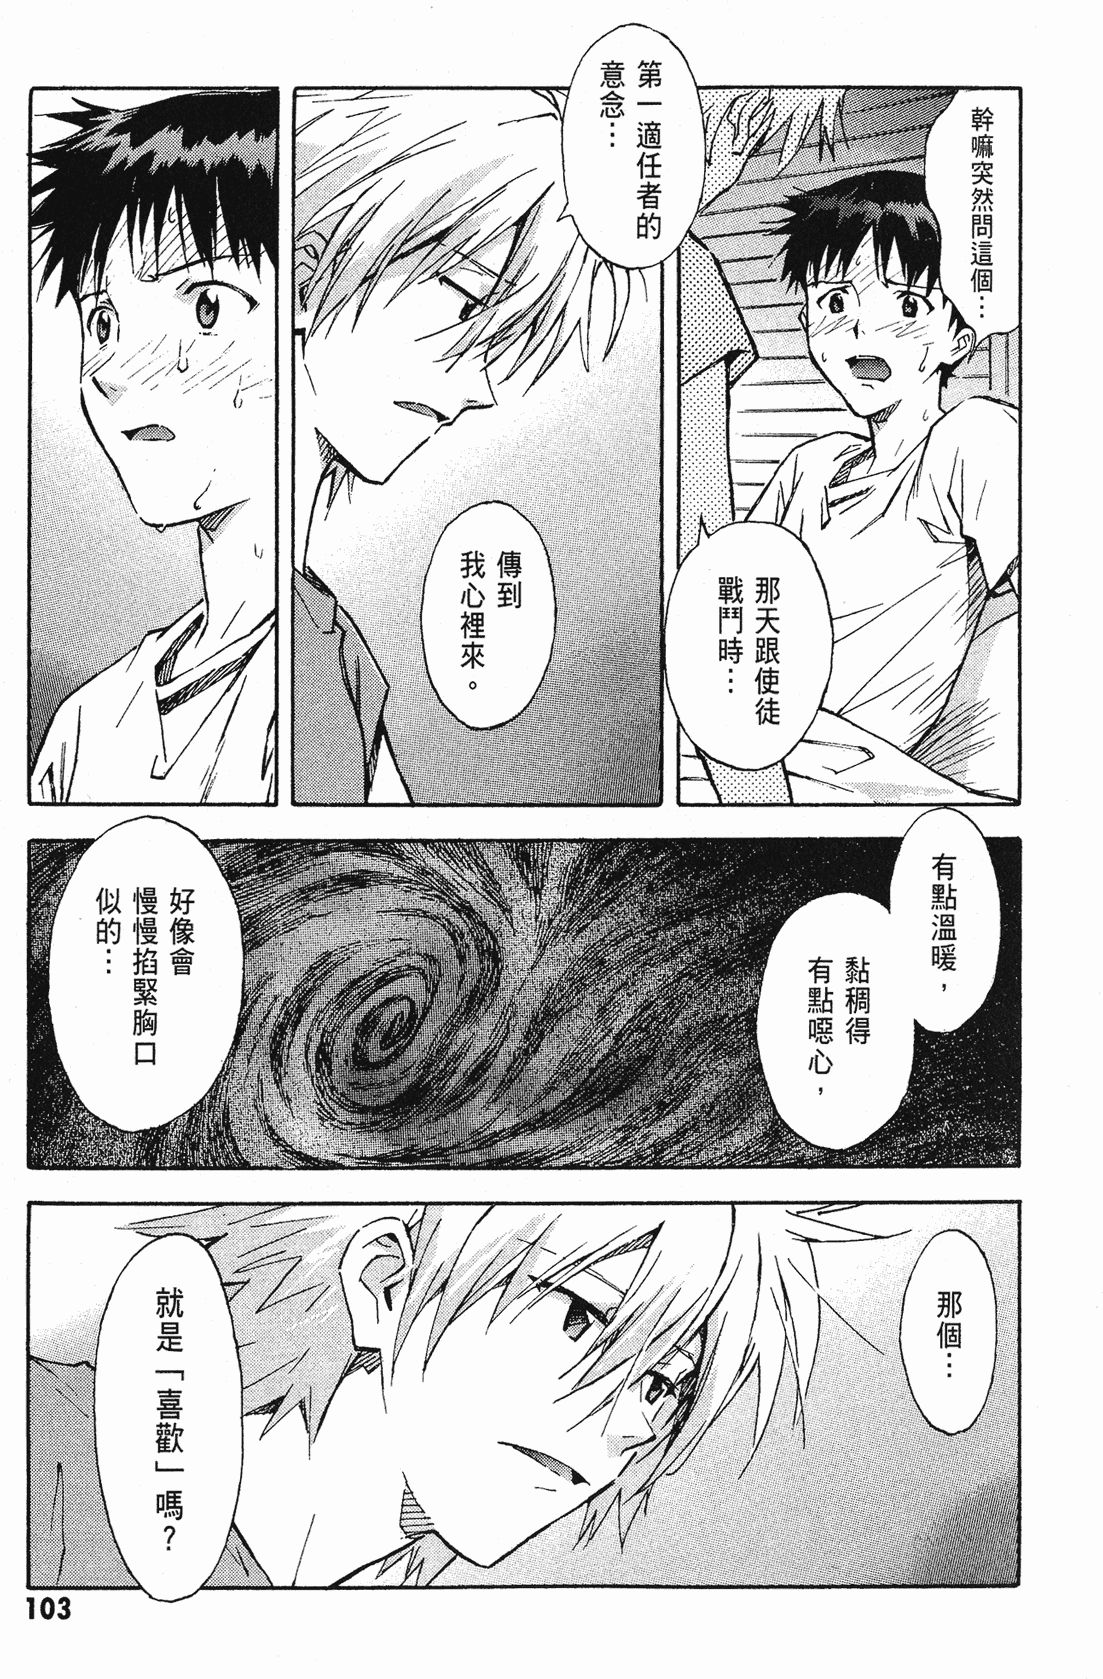 幹嘛突然問這個…
那天跟使徒
戰鬥時…
第一適任者的
意念…
傳到
我心裡來。
有點溫暖，
黏稠得
有點噁心，
好像會
慢慢掐緊胸口
似的…
那個…
就是「喜歡」嗎？
103